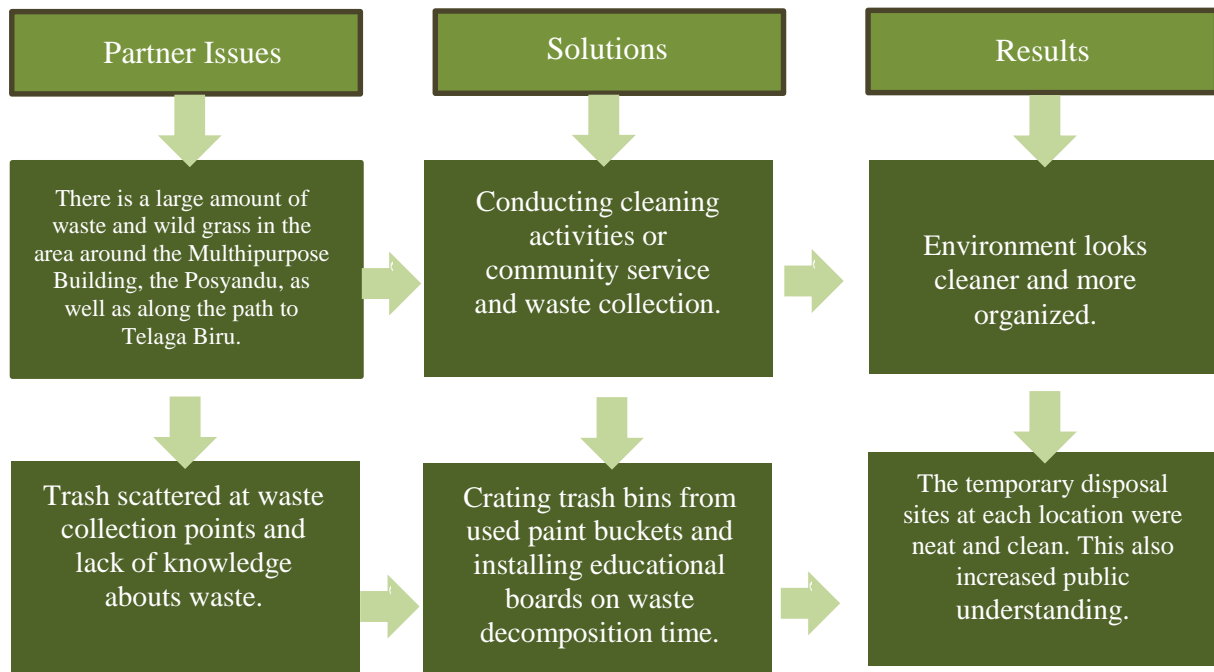 Partner Issues
Solutions
Results
There is a large amount of
waste and wild grass in the
area around the Multhipurpose
Building, the Posyandu, as
well as along the path to
Telaga Biru.
Conducting cleaning
activities or
community service
and waste collection.
Environment looks
cleaner and more
organized.
Trash scattered at waste
collection points and
lack of knowledge
abouts waste.
Crating trash bins from
used paint buckets and
installing educational
boards on waste
decomposition time.
The temporary disposal
sites at each location were
neat and clean. This also
increased public
understanding.